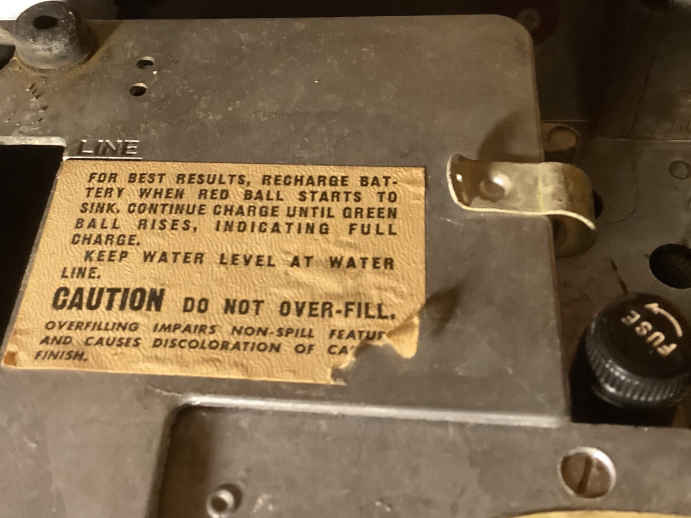 LINE
FOR BEST RESULTS, RECHARGE BAT-
TERY WHEN RED BALL STARTS TO
SINK. CONTINUE CHARGE UNTIL GREEN
BALL RISES, INDICATING FULL
CHARGE.
KEEP WATER LEVEL AT WATER
LINE.
CAUTION DO NOT OVER-FILL.
OVERFILLING IMPAIRS NON-SPILL FEATU
AND CAUSES DISCOLORATION OF CA
FINISH.
FUSE